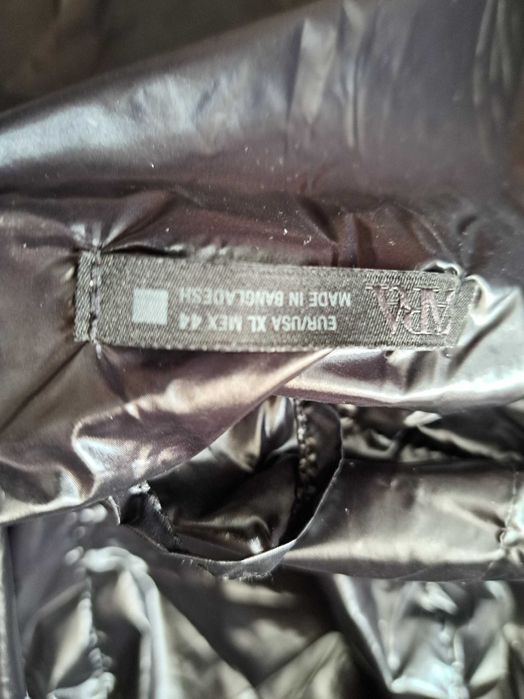 ZARA
EUR/USA XL MEX 44
MADE IN BANGLADESH